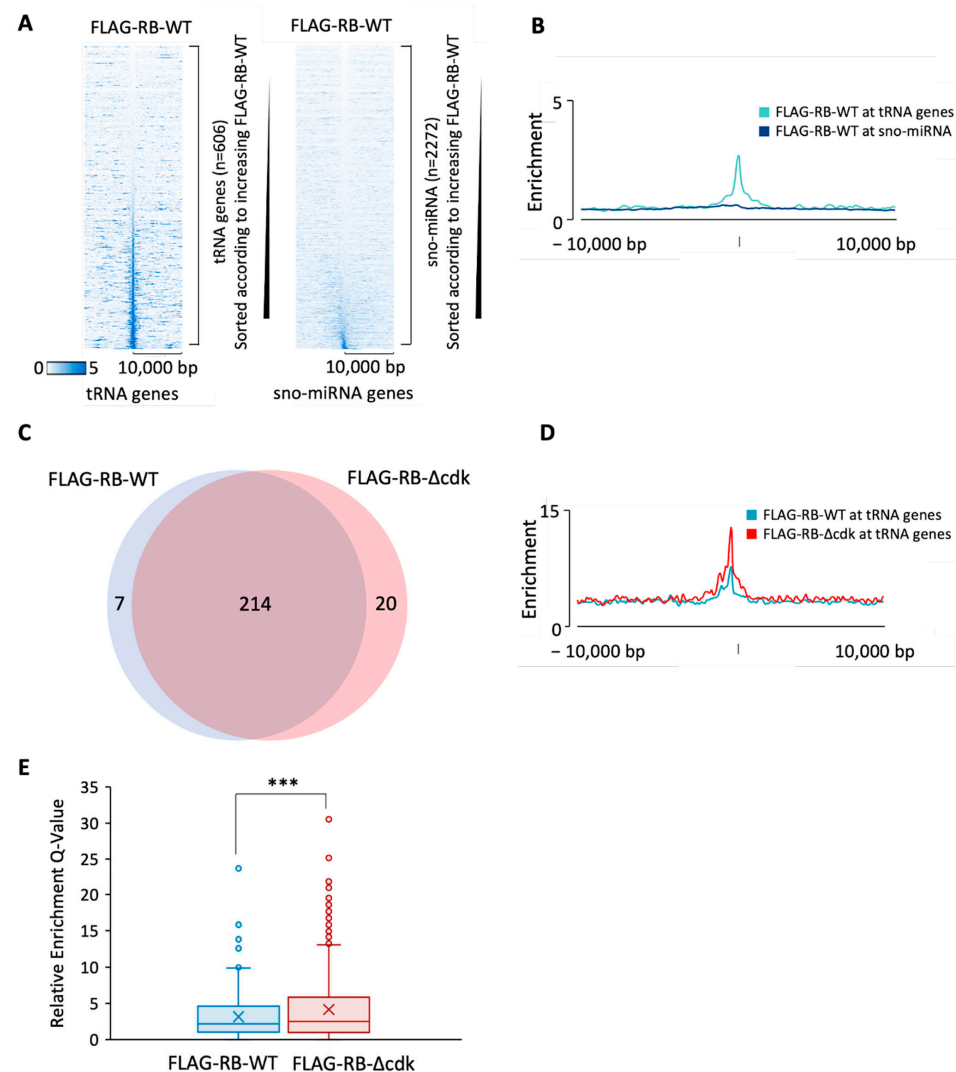 A
FLAG-RB-WT
tRNA genes (n=606)
Sorted according to increasing FLAG-RB-WT
0
5
10,000 bp
tRNA genes
FLAG-RB-WT
sno-miRNA (n=2272)
Sorted according to increasing FLAG-RB-WT
10,000 bp
sno-miRNA genes
B
5
Enrichment
0
FLAG-RB-WT at tRNA genes
FLAG-RB-WT at sno-miRNA
– 10,000 bp
10,000 bp
C
FLAG-RB-WT
FLAG-RB-Δcdk
7
214
20
D
15
Enrichment
0
FLAG-RB-WT at tRNA genes
FLAG-RB-Δcdk at tRNA genes
– 10,000 bp
10,000 bp
E
***
Relative Enrichment Q-Value
35
30
25
20
15
10
5
0
FLAG-RB-WT
FLAG-RB-Δcdk